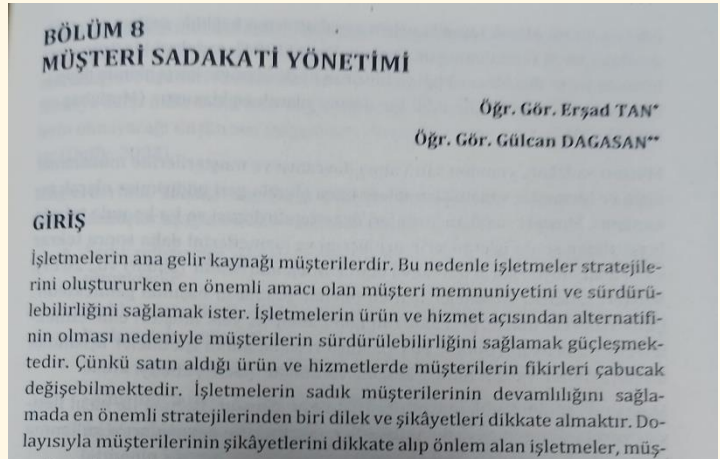 BÖLÜM 8
MÜŞTERİ SADAKATİ YÖNETİMİ
Öğr. Gör. Erşad TAN*
Öğr. Gör. Gülcan DAGASAN**
GİRİŞ
İşletmelerin ana gelir kaynağı müşterilerdir. Bu nedenle işletmeler stratejile-
rini oluştururken en önemli amacı olan müşteri memnuniyetini ve sürdürü-
lebilirliğini sağlamak ister. İşletmelerin ürün ve hizmet açısından alternatifi-
nin olması nedeniyle müşterilerin sürdürülebilirliğini sağlamak güçleşmek-
tedir. Çünkü satın aldığı ürün ve hizmetlerde müşterilerin fikirleri çabucak
değişebilmektedir. İşletmelerin sadık müşterilerinin devamlılığını sağla-
mada en önemli stratejilerinden biri dilek ve şikâyetleri dikkate almaktır. Do-
layısıyla müşterilerinin şikâyetlerini dikkate alıp önlem alan işletmeler, müş-